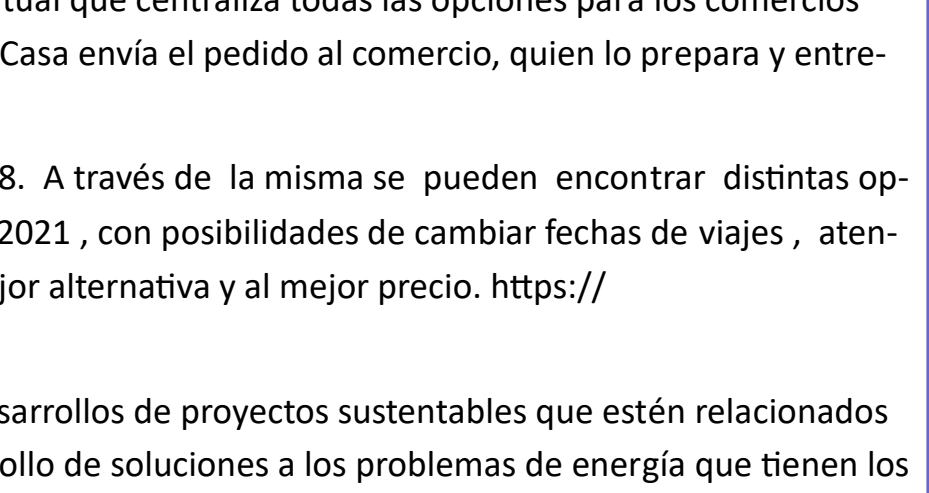 tual que centraliza todas las opciones para los comercios
Casa envía el pedido al comercio, quien lo prepara y entre-
8. A través de la misma se pueden encontrar distintas op-
2021 , con posibilidades de cambiar fechas de viajes , aten-
jor alternativa y al mejor precio. https://
sarrollos de proyectos sustentables que estén relacionados
ollo de soluciones a los problemas de energía que tienen los